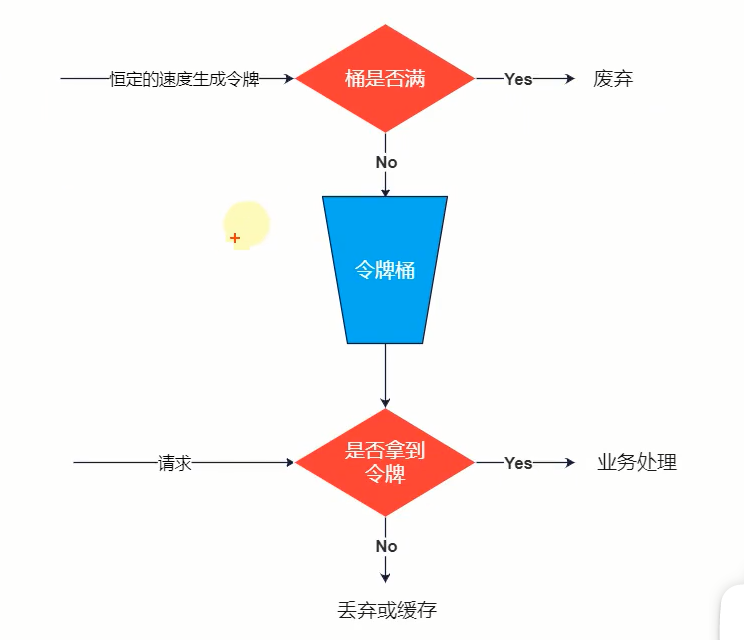 恒定的速度生成令牌
桶是否满
Yes
废弃
No
令牌桶
请求
是否拿到
令牌
Yes
业务处理
No
丢弃或缓存